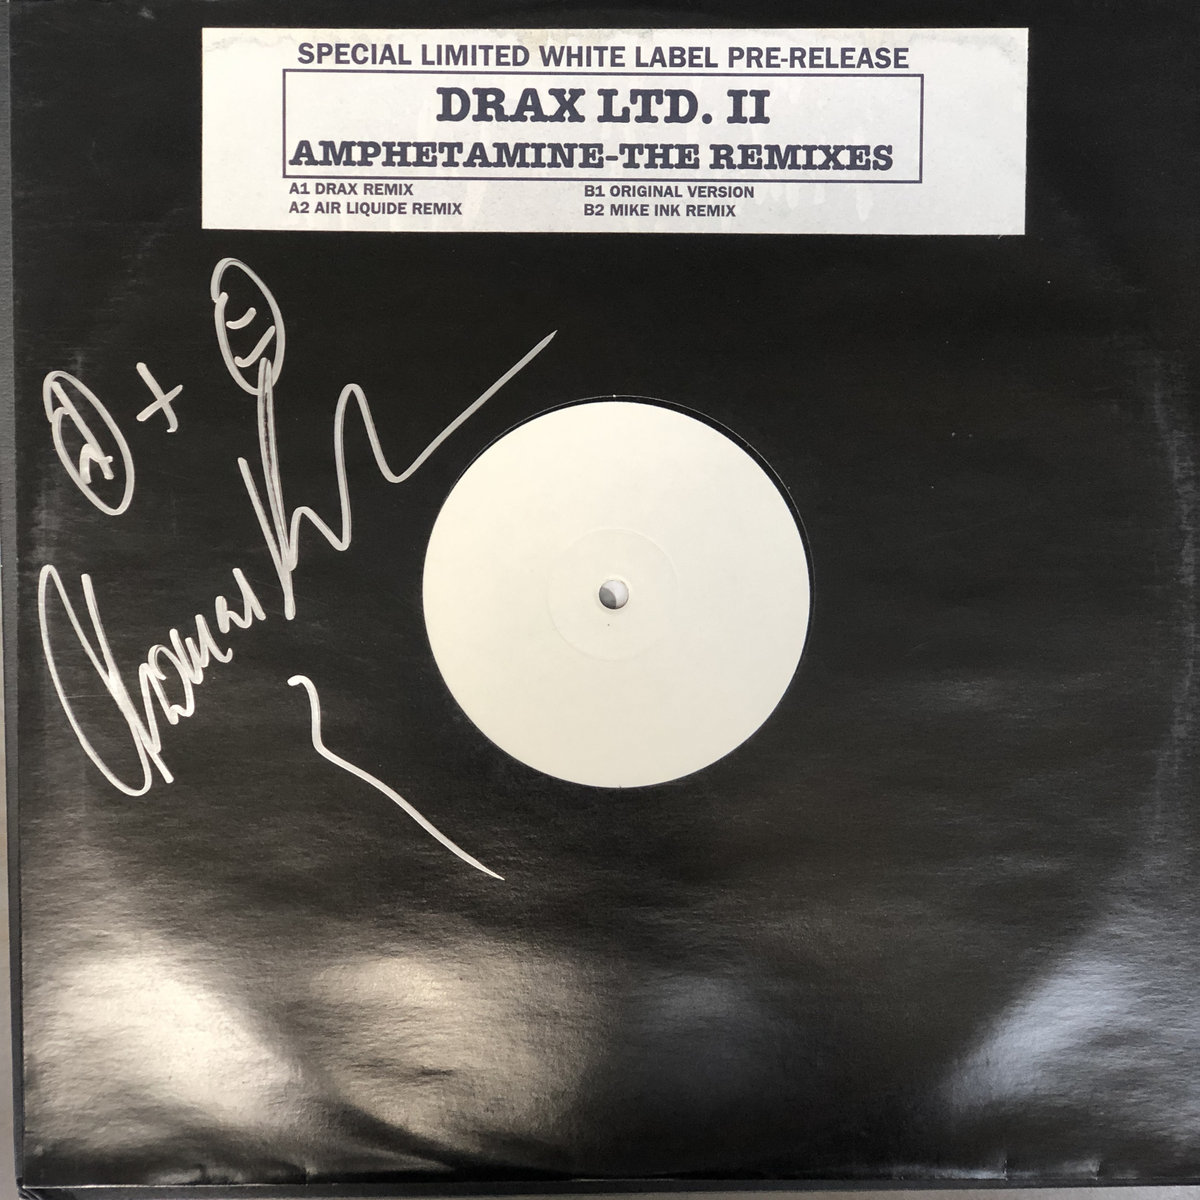 SPECIAL LIMITED WHITE LABEL PRE-RELEASE
DRAX LTD. II
AMPHETAMINE-THE REMIXES
A1 DRAX REMIX
A2 AIR LIQUIDE REMIX
B1 ORIGINAL VERSION
B2 MIKE INK REMIX